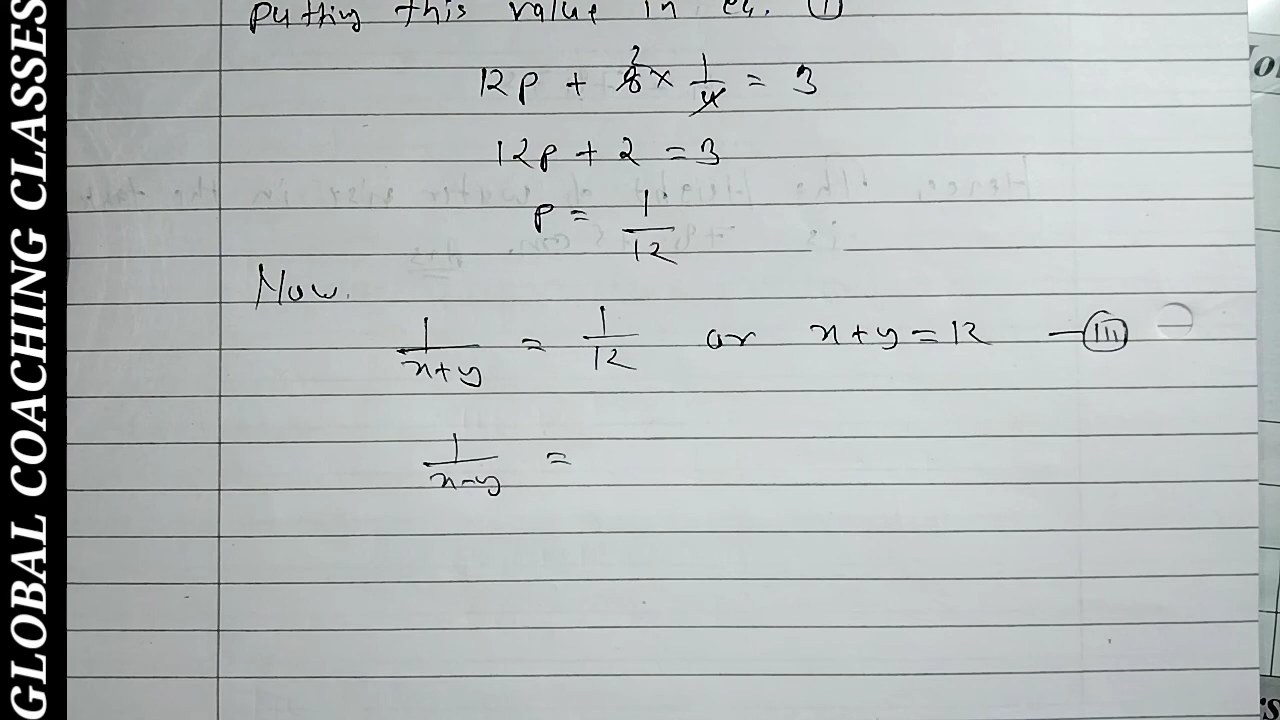 GLOBAL COACHING CLASSES
putting this value in eq. (I)
12p + 8 × 1/4 = 3
12p + 2 = 3
p = 1/12
Now.
1/(x+y) = 1/12 or x+y = 12 — (III)
1/(x-y) =